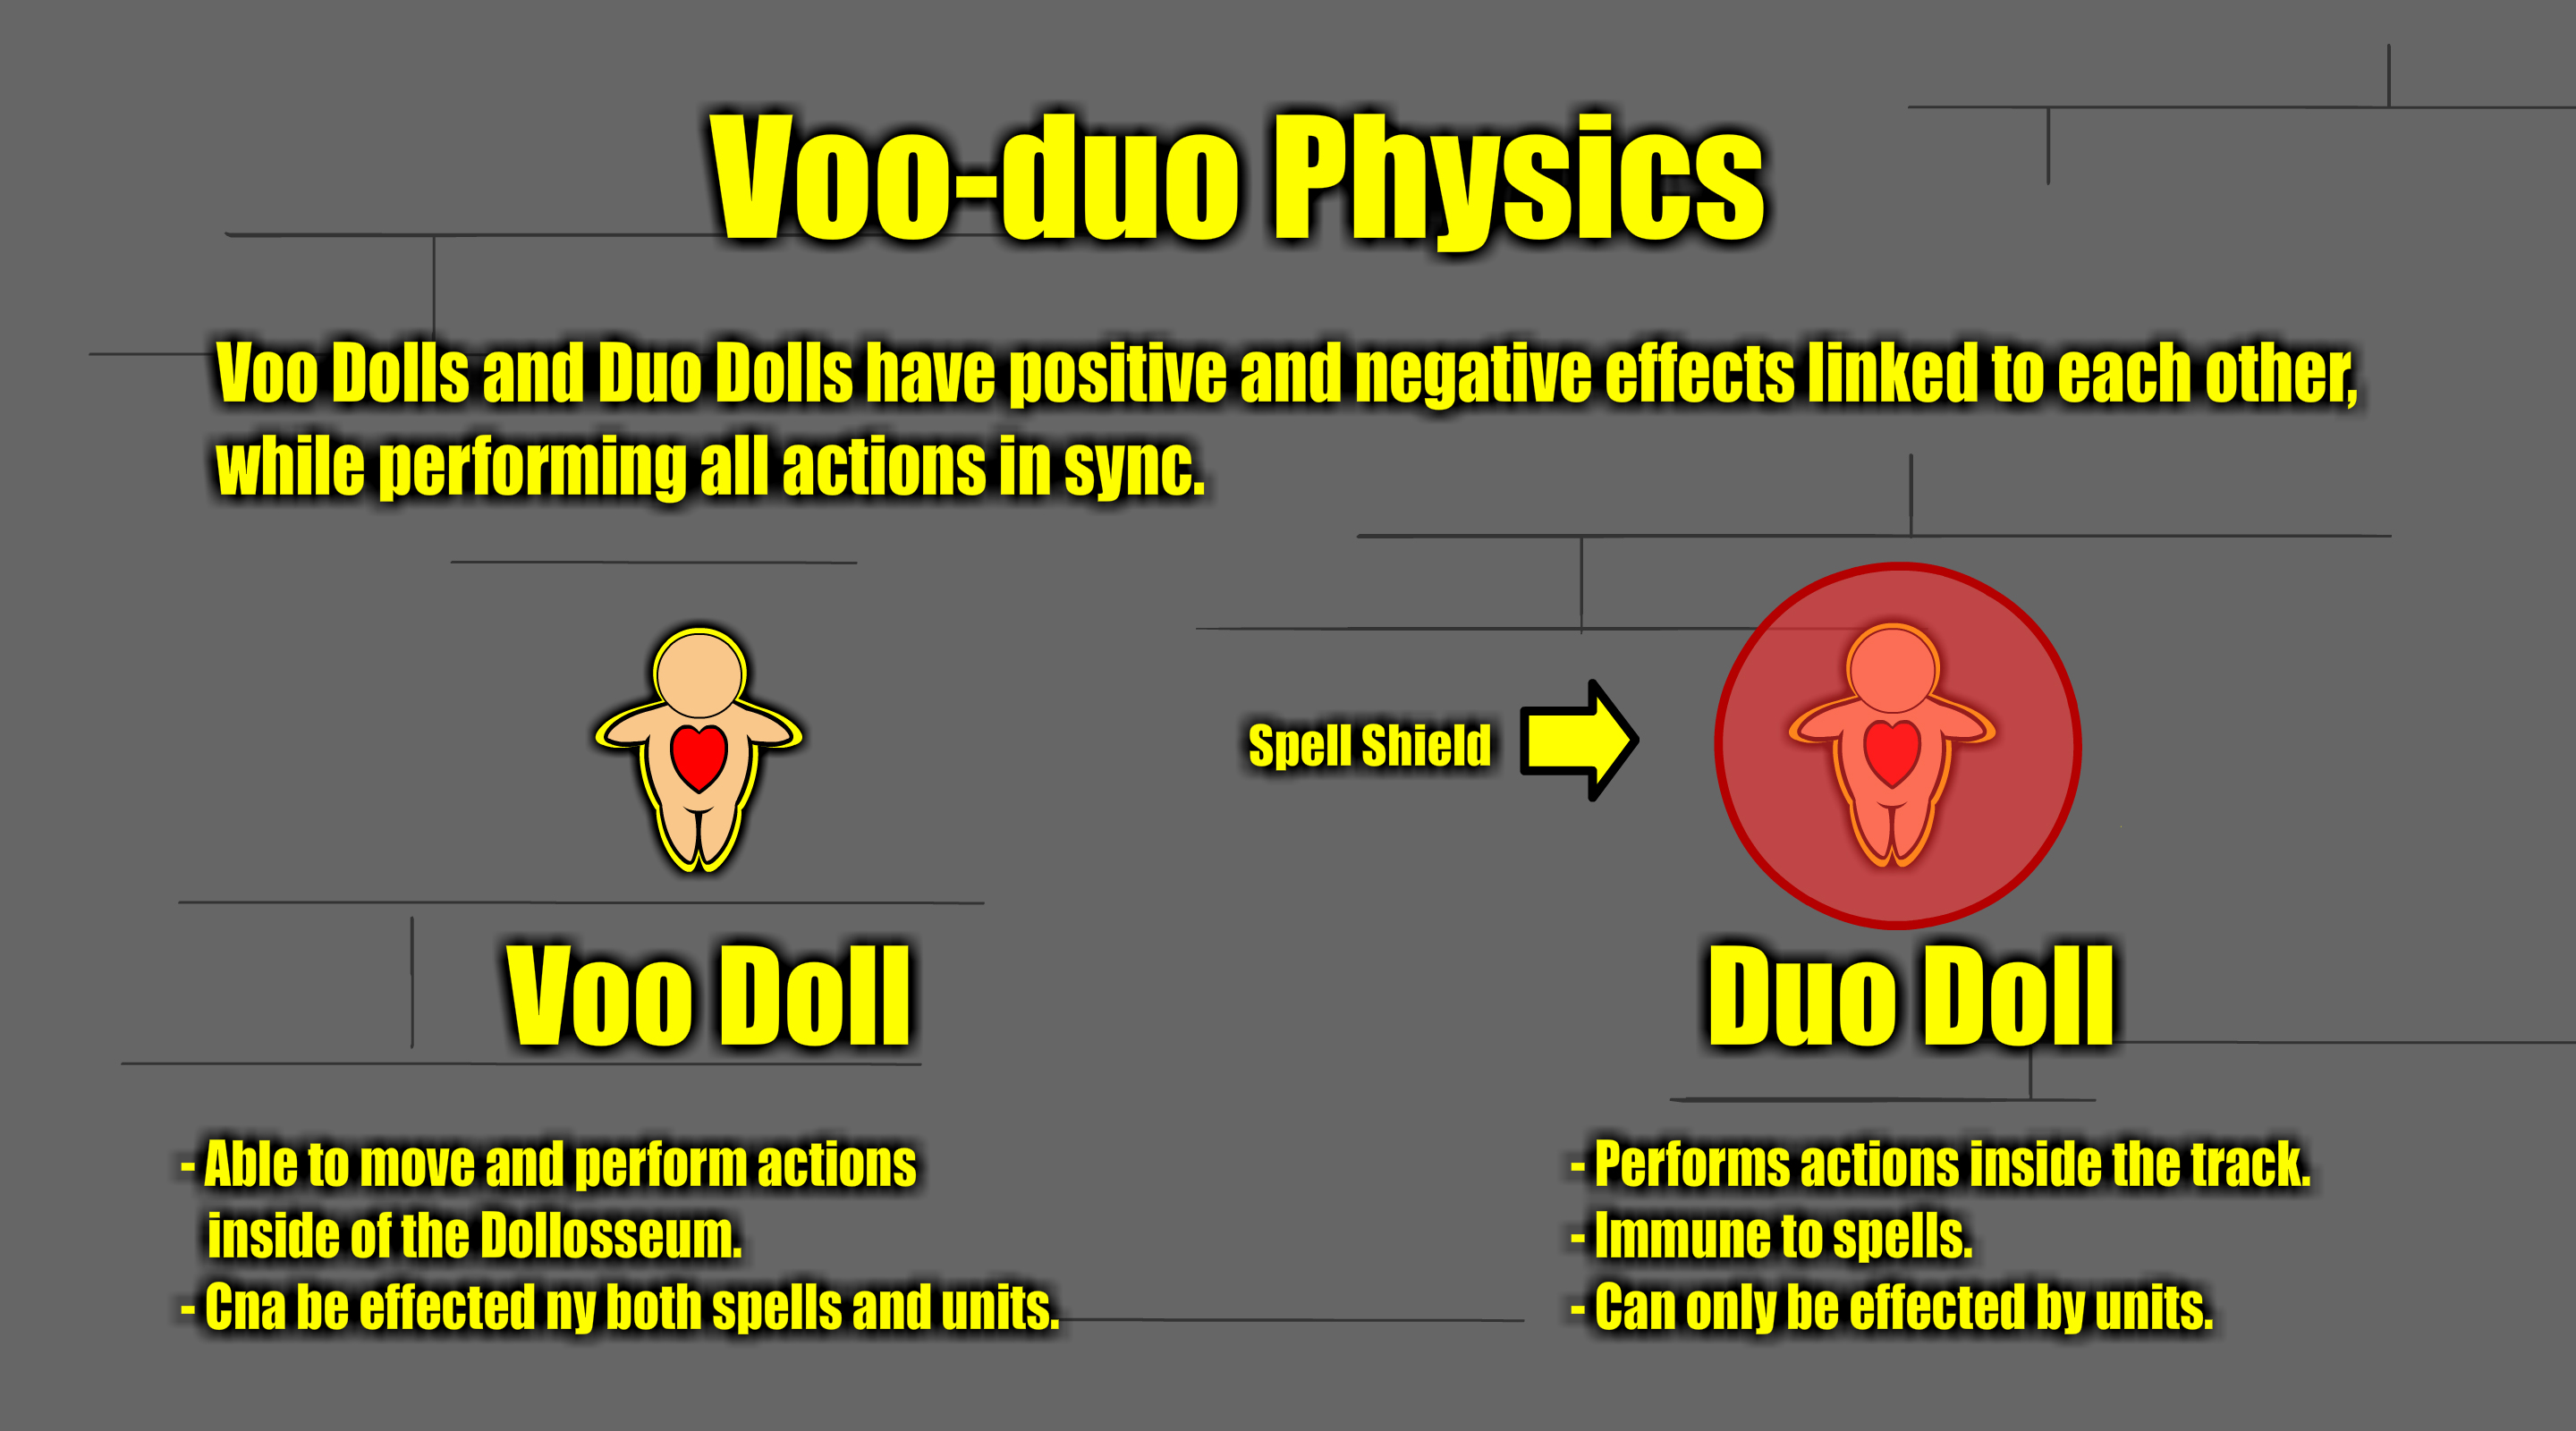 Voo-duo Physics
Voo Dolls and Duo Dolls have positive and negative effects linked to each other,
while performing all actions in sync.
Spell Shield
Voo Doll
Duo Doll
- Able to move and perform actions
inside of the Dollosseum.
- Cna be effected ny both spells and units.
- Performs actions inside the track.
- Immune to spells.
- Can only be effected by units.